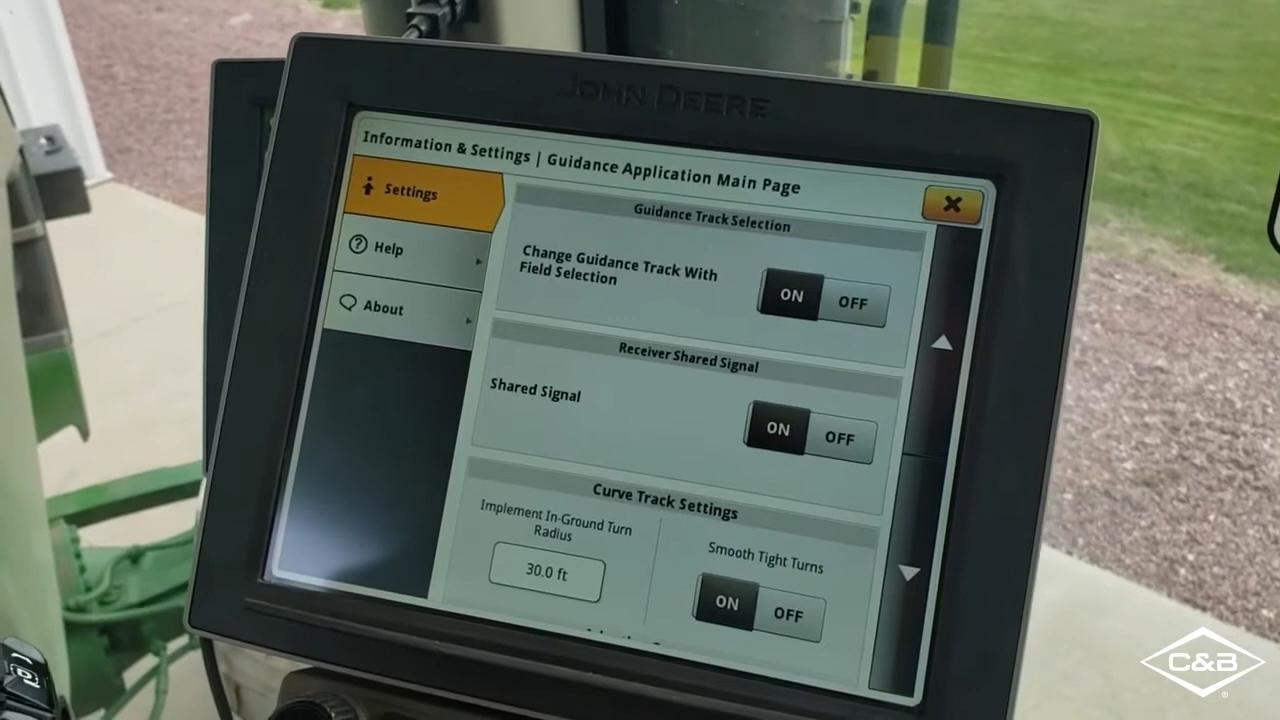 JOHN DEERE
Information & Settings | Guidance Application Main Page
Settings
Help
About
Guidance Track Selection
Change Guidance Track With
Field Selection
ON OFF
Receiver Shared Signal
Shared Signal
ON OFF
Curve Track Settings
Implement In-Ground Turn
Radius
30.0 ft
Smooth Tight Turns
ON OFF
C&B
®